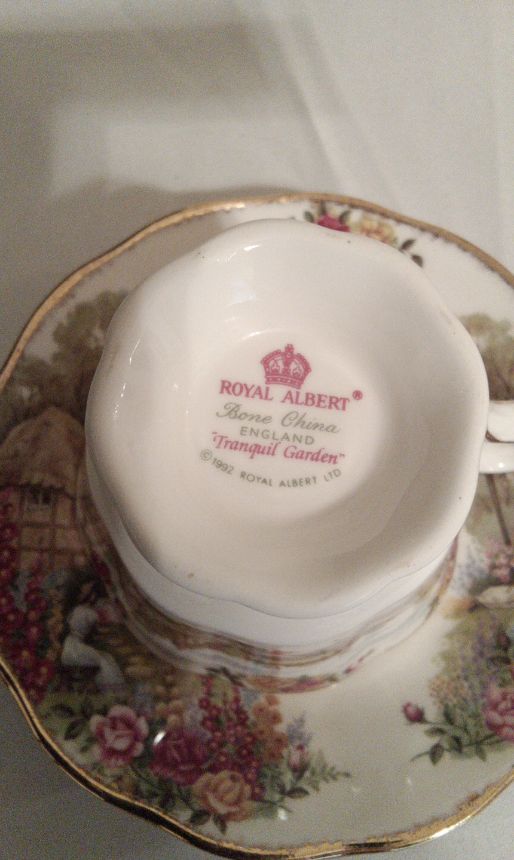 ROYAL ALBERT®
Bone China
ENGLAND
"Tranquil Garden"
©1992 ROYAL ALBERT LTD